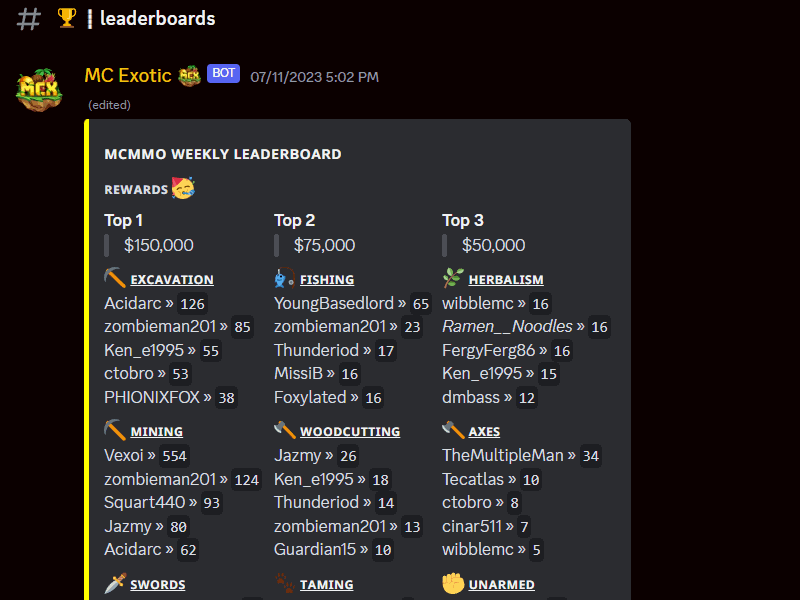 leaderboards
MC Exotic BOT 07/11/2023 5:02 PM
MCX
(edited)
MCMMO WEEKLY LEADERBOARD
REWARDS
Top 1 Top 2 Top 3
$150,000 $75,000 $50,000
EXCAVATION FISHING HERBALISM
Acidarc » 126 YoungBasedlord » 65 wibblemc » 16
zombieman201 » 85 zombieman201 » 23 Ramen__Noodles » 16
Ken_e1995 » 55 Thunderiod » 17 FergyFerg86 » 16
ctobro » 53 MissiB » 16 Ken_e1995 » 15
PHIONIXFOX » 38 Foxylated » 16 dmbass » 12
MINING WOODCUTTING AXES
Vexoi » 554 Jazmy » 26 TheMultipleMan » 34
zombieman201 » 124 Ken_e1995 » 18 Tecatlas » 10
Squart440 » 93 Thunderiod » 14 ctobro » 8
Jazmy » 80 zombieman201 » 13 cinar511 » 7
Acidarc » 62 Guardian15 » 10 wibblemc » 5
SWORDS TAMING UNARMED